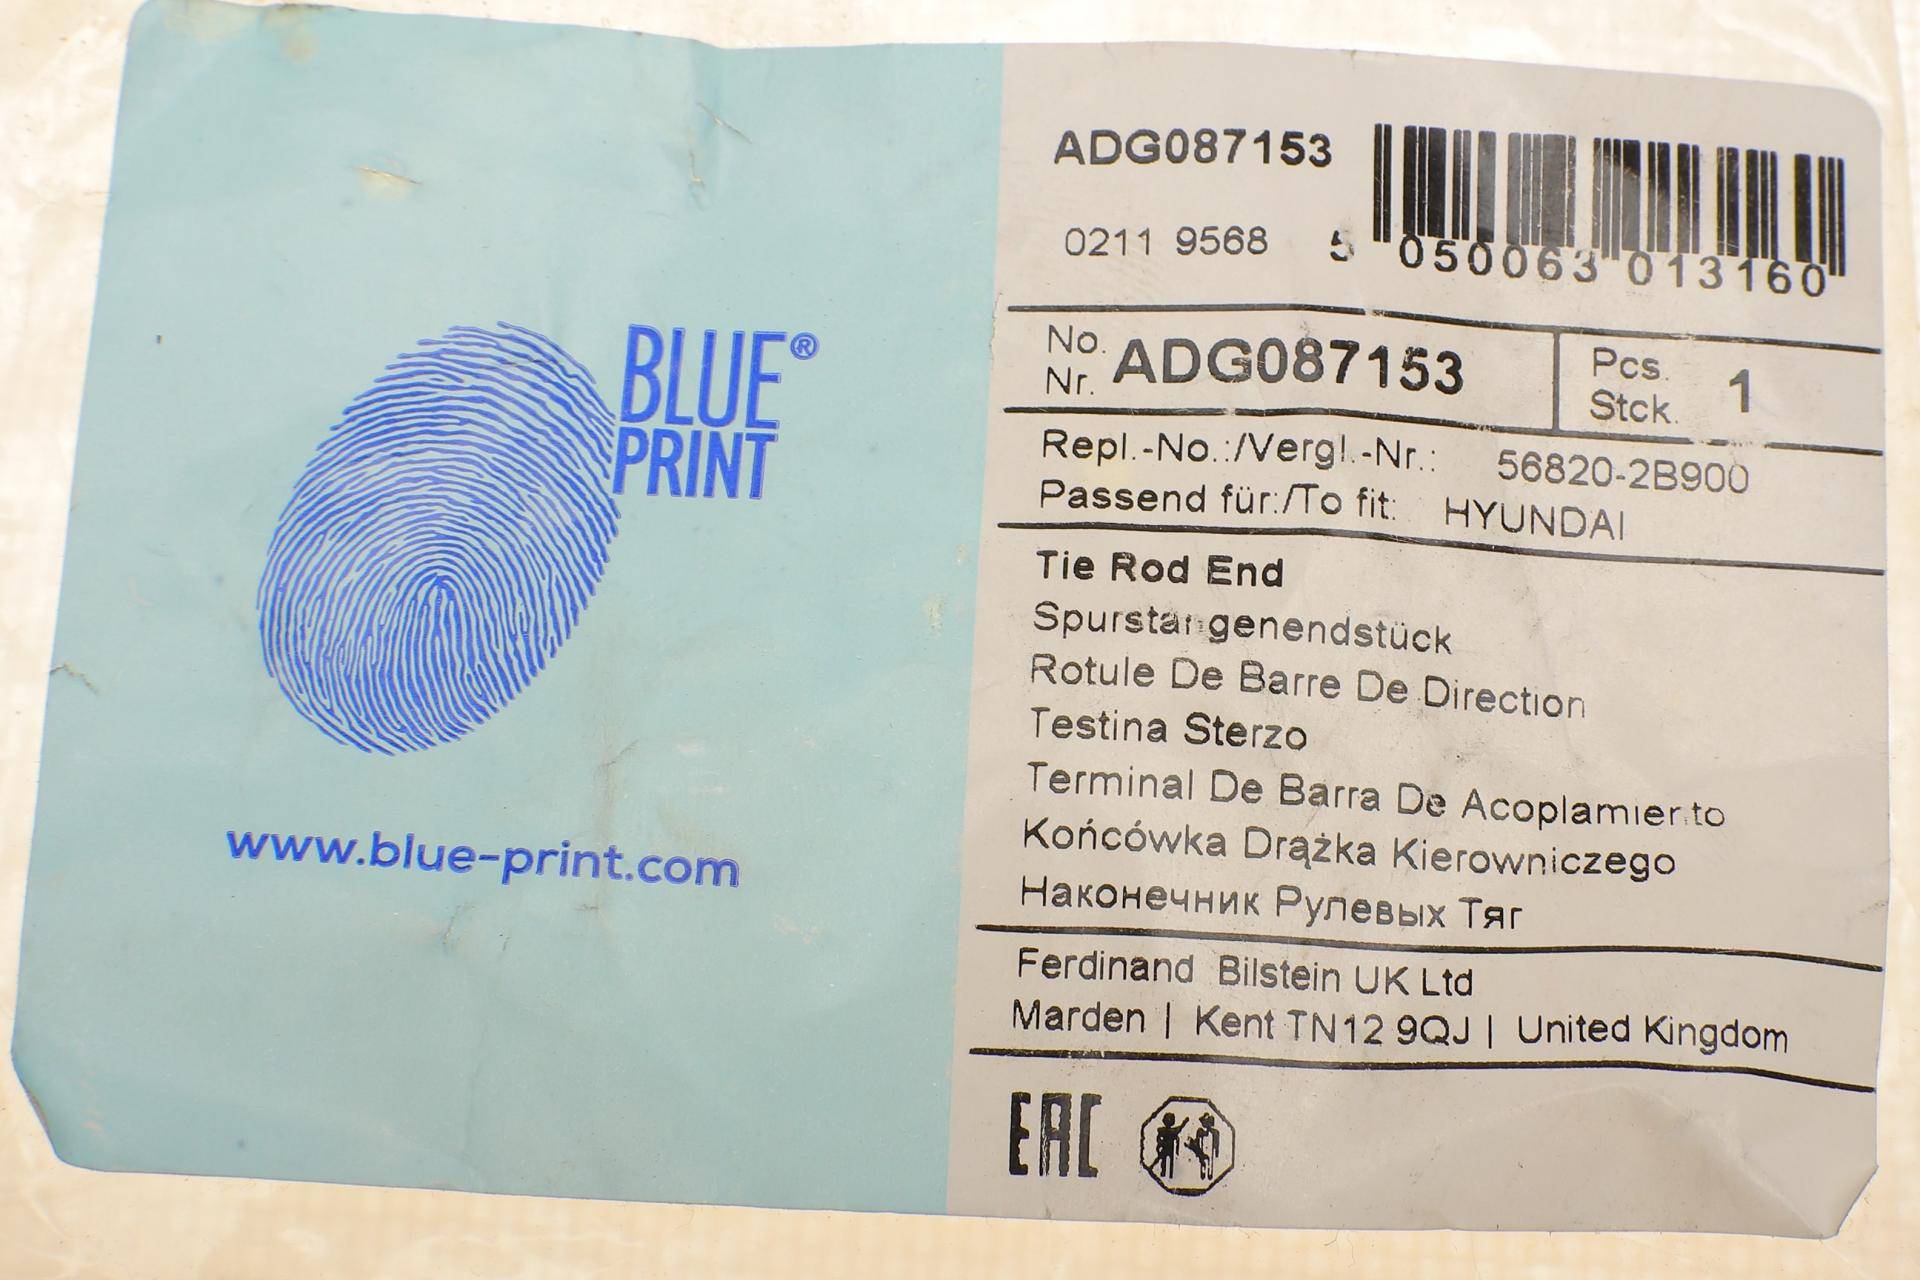 BLUE®
PRINT
www.blue-print.com
ADG087153
0211 9568
5 050063 013160
No. Nr. ADG087153
Pcs. Stck. 1
Repl.-No.:/Vergl.-Nr.: 56820-2B900
Passend für:/To fit: HYUNDAI
Tie Rod End
Spurstangenendstück
Rotule De Barre De Direction
Testina Sterzo
Terminal De Barra De Acoplamiento
Końcówka Drążka Kierowniczego
Наконечник Рулевых Тяг
Ferdinand Bilstein UK Ltd
Marden | Kent TN12 9QJ | United Kingdom
EAC